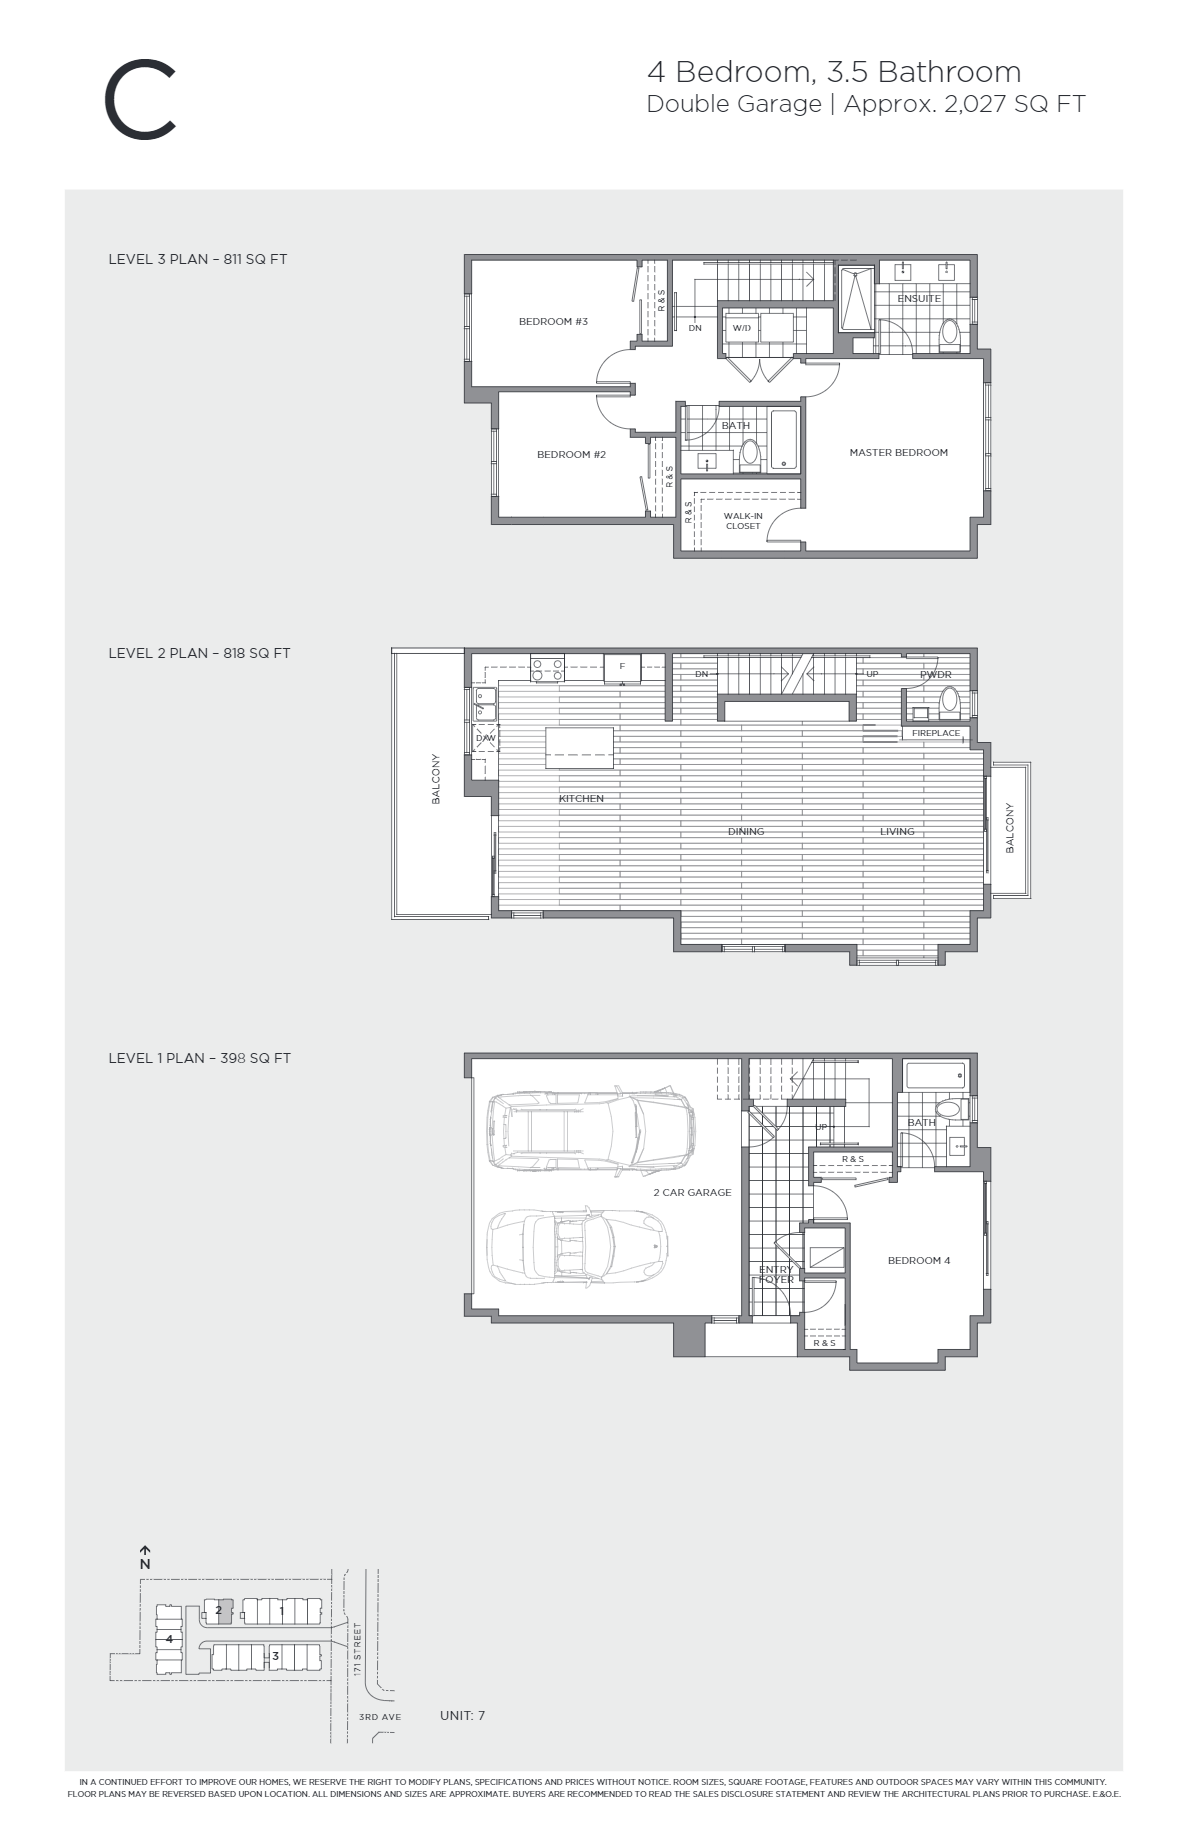 C
4 Bedroom, 3.5 Bathroom
Double Garage | Approx. 2,027 SQ FT
LEVEL 3 PLAN – 811 SQ FT
BEDROOM #3
R & S
DN
W/D
ENSUITE
BEDROOM #2
R & S
BATH
MASTER BEDROOM
R & S
WALK-IN
CLOSET
LEVEL 2 PLAN – 818 SQ FT
BALCONY
F
DN
UP
PWDR
D/W
FIREPLACE
KITCHEN
DINING
LIVING
BALCONY
LEVEL 1 PLAN – 398 SQ FT
2 CAR GARAGE
UP
BATH
R & S
BEDROOM 4
ENTRY
FOYER
R & S
N
2
1
4
3
171 STREET
3RD AVE
UNIT: 7
IN A CONTINUED EFFORT TO IMPROVE OUR HOMES, WE RESERVE THE RIGHT TO MODIFY PLANS, SPECIFICATIONS AND PRICES WITHOUT NOTICE. ROOM SIZES, SQUARE FOOTAGE, FEATURES AND OUTDOOR SPACES MAY VARY WITHIN THIS COMMUNITY.
FLOOR PLANS MAY BE REVERSED BASED UPON LOCATION. ALL DIMENSIONS AND SIZES ARE APPROXIMATE. BUYERS ARE RECOMMENDED TO READ THE SALES DISCLOSURE STATEMENT AND REVIEW THE ARCHITECTURAL PLANS PRIOR TO PURCHASE. E.&O.E.